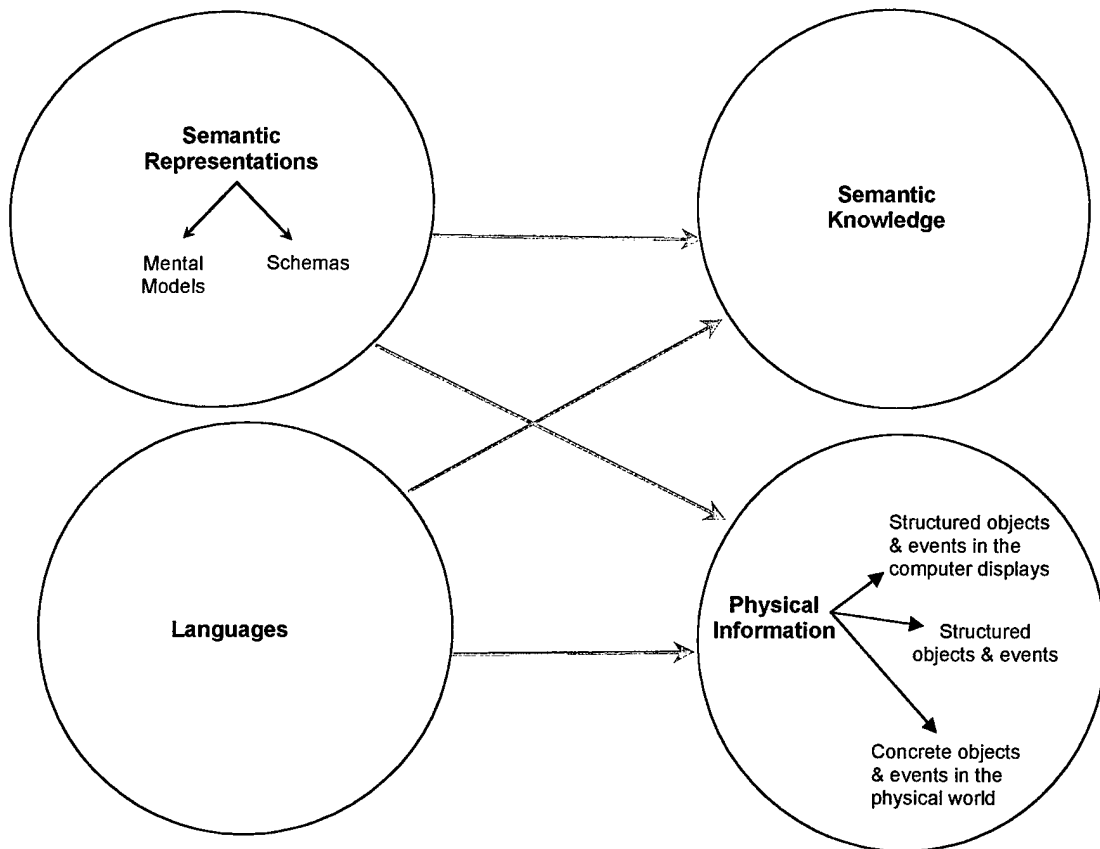 Semantic
Representations
Mental
Models
Schemas
Semantic
Knowledge
Languages
Physical
Information
Structured objects
& events in the
computer displays
Structured
objects & events
Concrete objects
& events in the
physical world